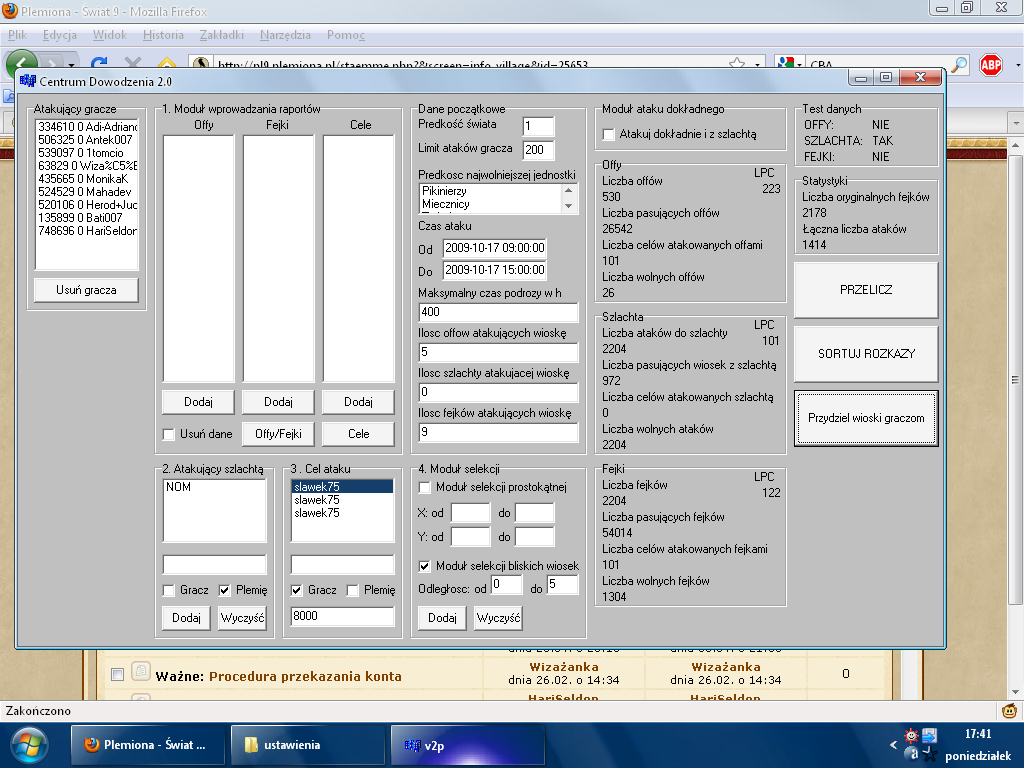 Plemiona - Świat 9 - Mozilla Firefox
Plik Edycja Widok Historia Zakładki Narzędzia Pomoc
http://pl9.plemiona.pl/staemme.php?&screen=info_village&id=25653
CBA
ABP
Centrum Dowodzenia 2.0
Atakujący gracze
334610 0 Adi-Adrianc
506325 0 Antek007
539097 0 1tomcio
63829 0 Wiza%C5%E
435665 0 MonikaK
524529 0 Mahadev
520106 0 Herod+Juc
135899 0 Bati007
748696 0 HariSeldor
Usuń gracza
1. Moduł wprowadzania raportów
Offy Fejki Cele
Dodaj Dodaj Dodaj
Usuń dane Offy/Fejki Cele
2. Atakujący szlachtą
NOM
Gracz Plemię
Dodaj Wyczyść
3 . Cel ataku
slawek75
slawek75
slawek75
Gracz Plemię
8000
Dane początkowe
Predkość świata 1
Limit ataków gracza 200
Predkosc najwolniejszej jednostki
Pikinierzy
Miecznicy
Czas ataku
Od 2009-10-17 09:00:00
Do 2009-10-17 15:00:00
Maksymalny czas podrozy w h
400
Ilosc offow atakujących wioskę
5
Ilosc szlachty atakujacej wioskę
0
Ilosc fejków atakujących wioskę
9
4. Moduł selekcji
Moduł selekcji prostokątnej
X: od do
Y: od do
Moduł selekcji bliskich wiosek
Odległosc: od 0 do 5
Dodaj Wyczyść
Moduł ataku dokładnego
Atakuj dokładnie i z szlachtą
Offy
LPC
223
Liczba offów
530
Liczba pasujących offów
26542
Liczba celów atakowanych offami
101
Liczba wolnych offów
26
Szlachta
LPC
101
Liczba ataków do szlachty
2204
Liczba pasujących wiosek z szlachtą
972
Liczba celów atakowanych szlachtą
0
Liczba wolnych ataków
2204
Fejki
LPC
122
Liczba fejków
2204
Liczba pasujących fejków
54014
Liczba celów atakowanych fejkami
101
Liczba wolnych fejków
1304
Test danych
OFFY: NIE
SZLACHTA: TAK
FEJKI: NIE
Statystyki
Liczba oryginalnych fejków
2178
Łączna liczba ataków
1414
PRZELICZ
SORTUJ ROZKAZY
Przydziel wioski graczom
Ważne: Procedura przekazania konta
Wizażanka
dnia 26.02. o 14:34
Wizażanka
dnia 26.02. o 14:34
0
HariSeldon HariSeldon
Zakończono
Plemiona - Świat ...
ustawienia
v2p
17:41
poniedziałek